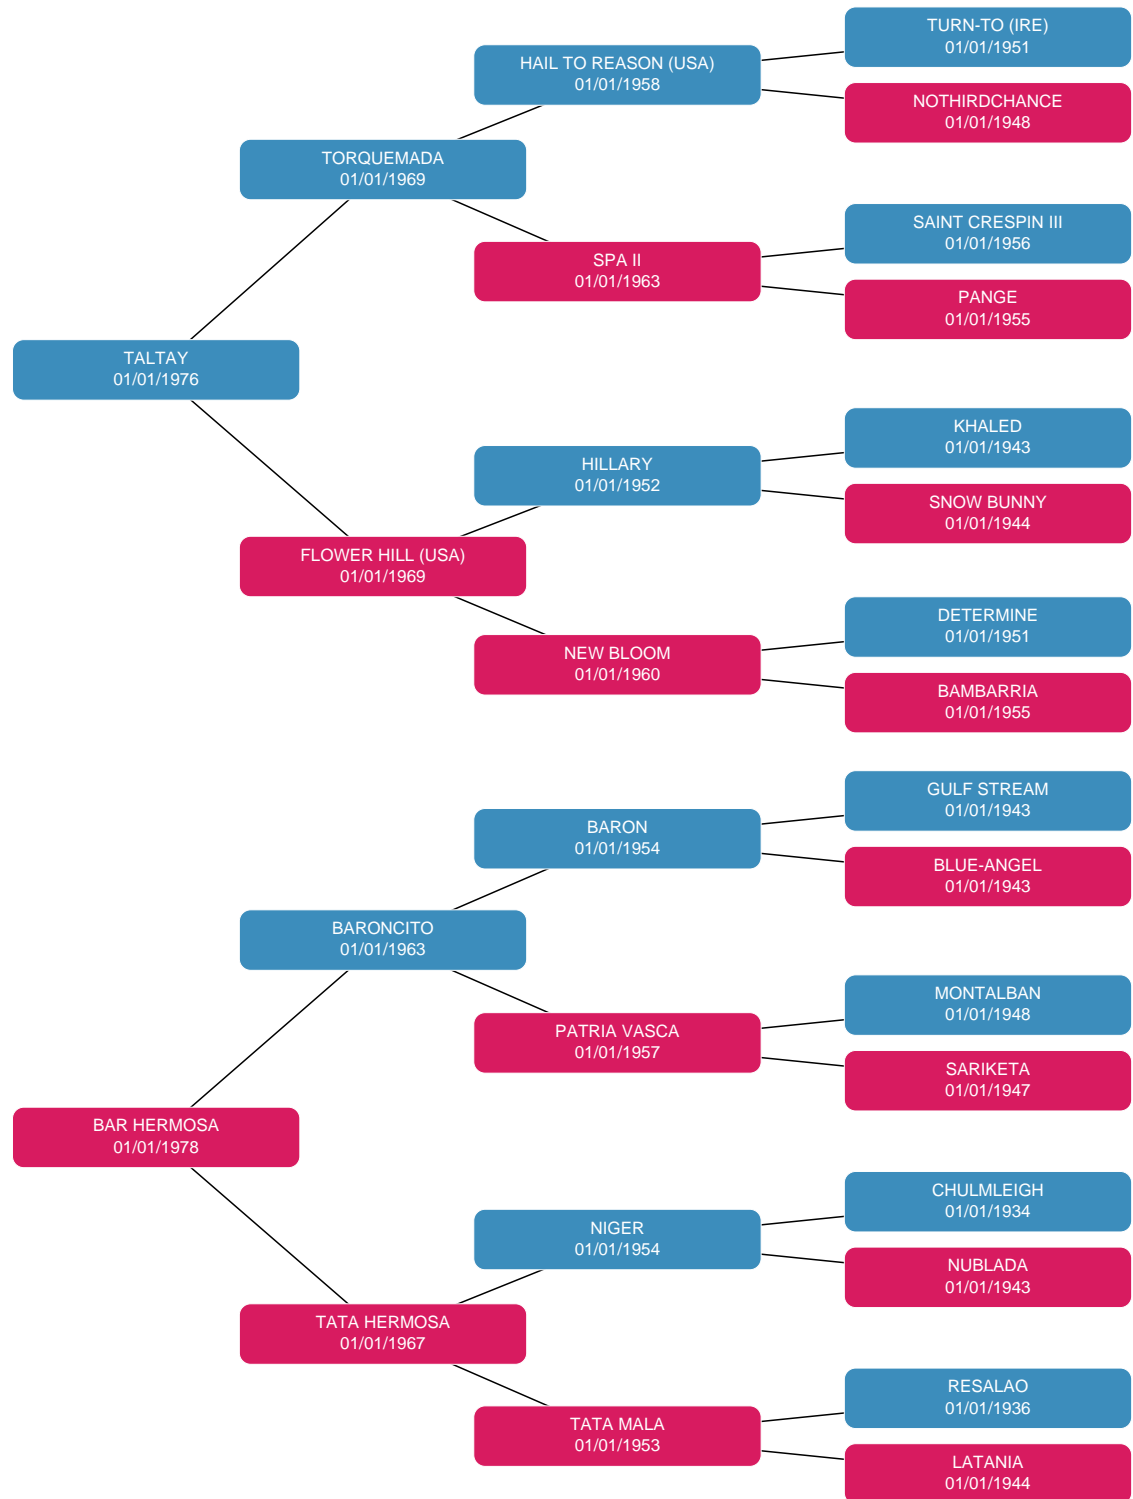 TURN-TO (IRE)
01/01/1951
HAIL TO REASON (USA)
01/01/1958
NOTHIRDCHANCE
01/01/1948
TORQUEMADA
01/01/1969
SAINT CRESPIN III
01/01/1956
SPA II
01/01/1963
PANGE
01/01/1955
TALTAY
01/01/1976
KHALED
01/01/1943
HILLARY
01/01/1952
SNOW BUNNY
01/01/1944
FLOWER HILL (USA)
01/01/1969
DETERMINE
01/01/1951
NEW BLOOM
01/01/1960
BAMBARRIA
01/01/1955
GULF STREAM
01/01/1943
BARON
01/01/1954
BLUE-ANGEL
01/01/1943
BARONCITO
01/01/1963
MONTALBAN
01/01/1948
PATRIA VASCA
01/01/1957
SARIKETA
01/01/1947
BAR HERMOSA
01/01/1978
CHULMLEIGH
01/01/1934
NIGER
01/01/1954
NUBLADA
01/01/1943
TATA HERMOSA
01/01/1967
RESALAO
01/01/1936
TATA MALA
01/01/1953
LATANIA
01/01/1944